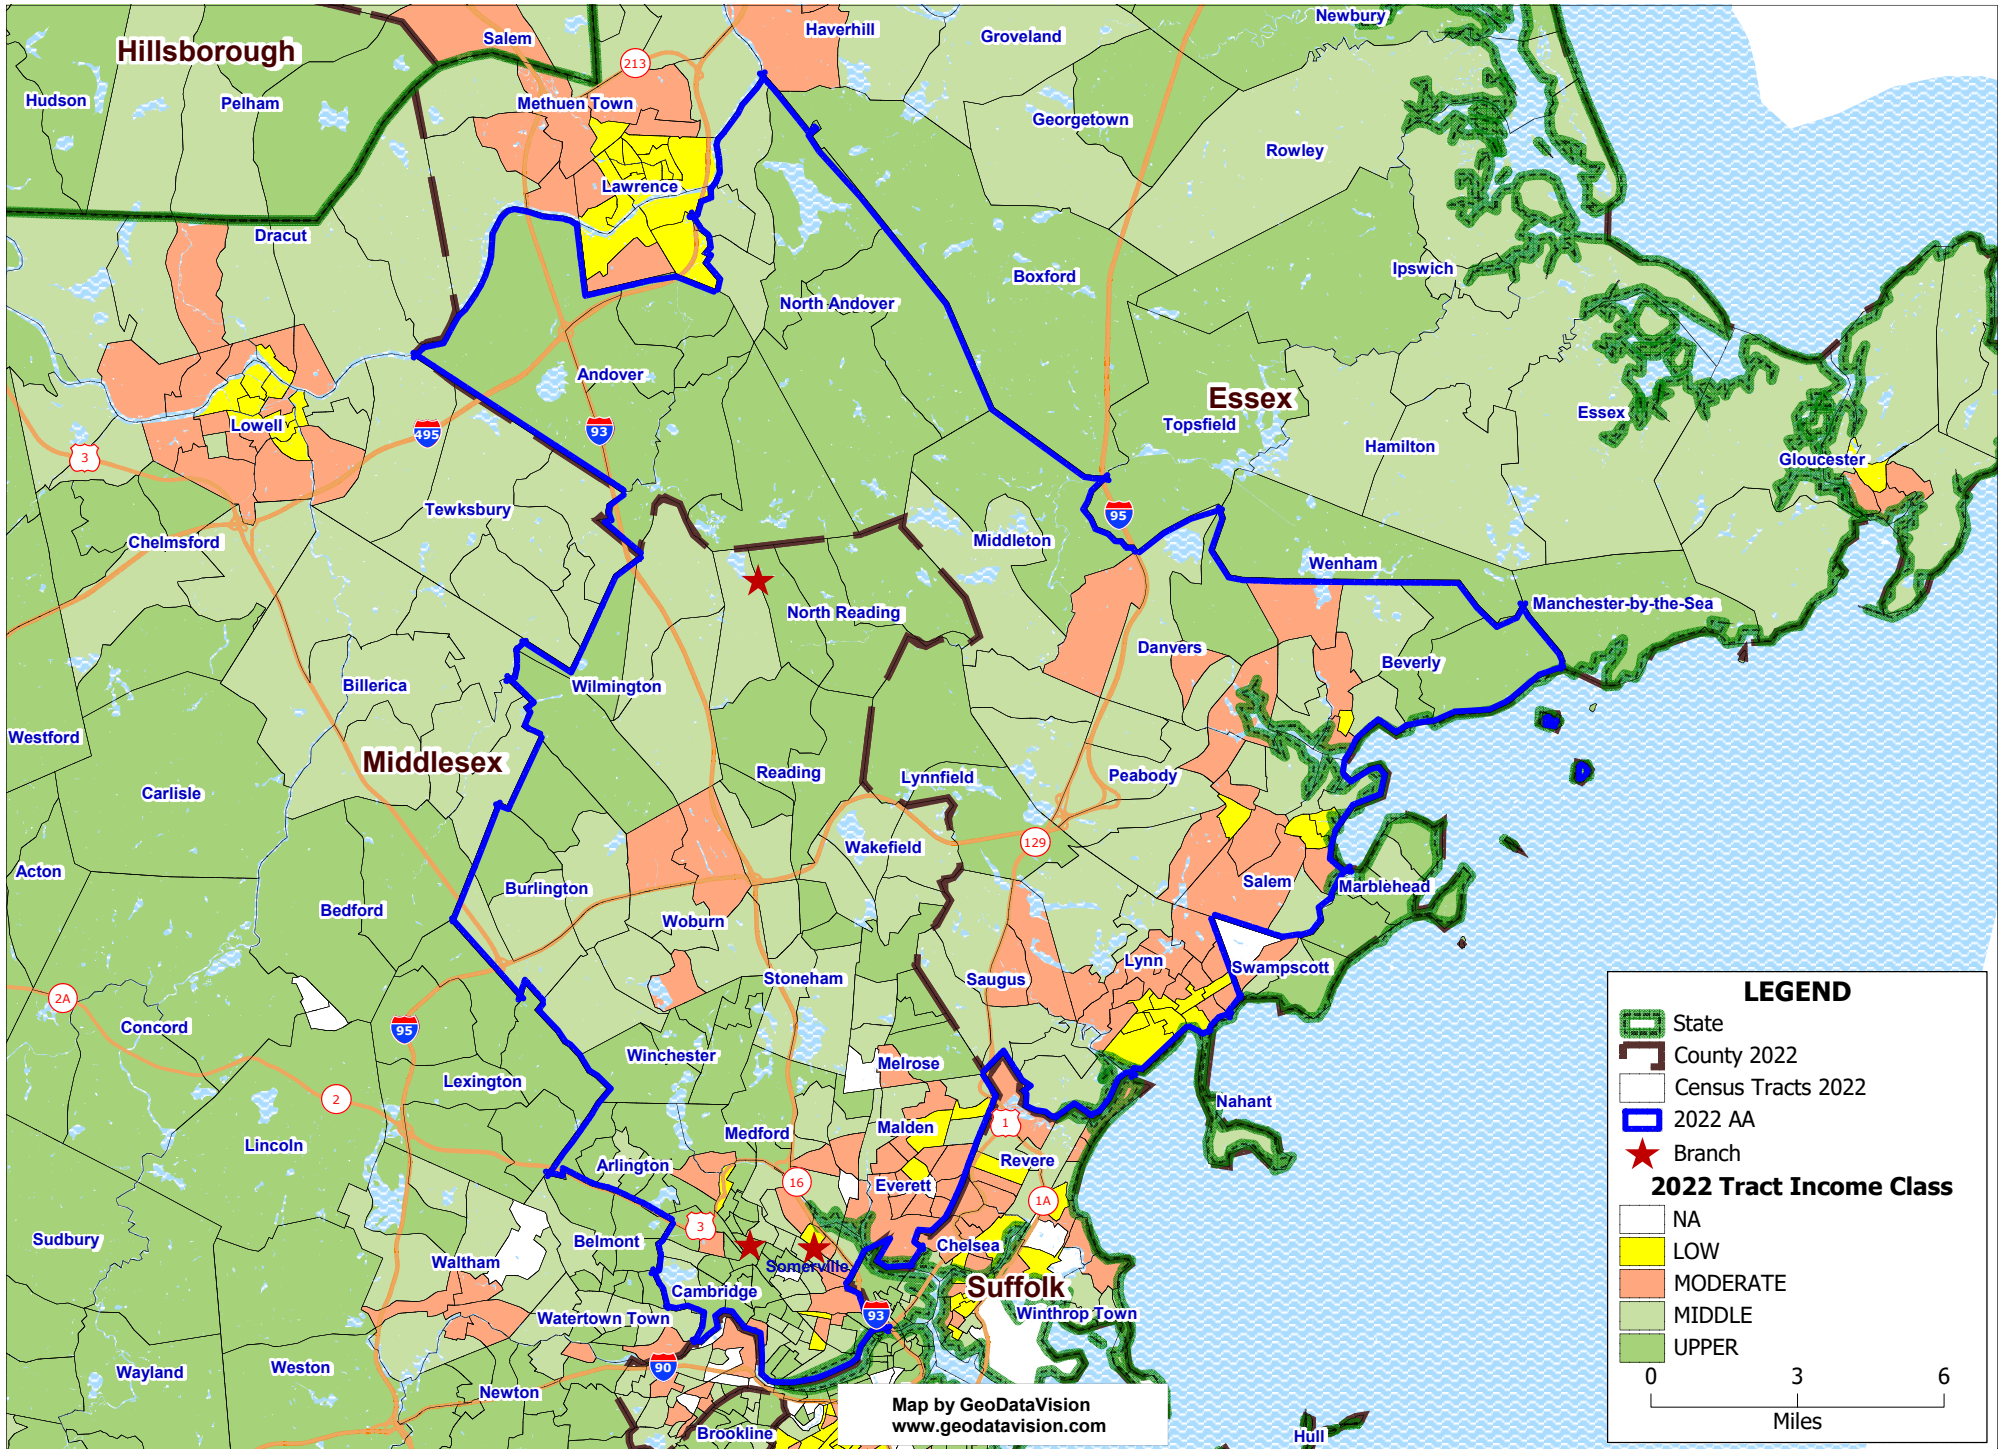 Newbury
Haverhill
Groveland
Salem
Hillsborough
213
Hudson
Pelham
Methuen Town
Georgetown
Rowley
Lawrence
Dracut
Ipswich
Boxford
North Andover
Andover
Essex
Essex
Topsfield
Lowell
495
93
Hamilton
3
Gloucester
Tewksbury
95
Chelmsford
Middleton
Wenham
Manchester-by-the-Sea
North Reading
Danvers
Beverly
Billerica
Wilmington
Westford
Middlesex
Reading
Lynnfield
Peabody
Carlisle
129
Wakefield
Acton
Burlington
Salem
Marblehead
Bedford
Woburn
Lynn
Swampscott
Stoneham
Saugus
2A
Concord
95
Winchester
Melrose
Lexington
2
Nahant
Malden
1
Medford
Lincoln
Arlington
Revere
16
Everett
1A
3
Sudbury
Belmont
Chelsea
Waltham
Somerville
Cambridge
Suffolk
93
Winthrop Town
Watertown Town
90
Wayland
Weston
Newton
Brookline
Hull
Map by GeoDataVision
www.geodatavision.com
LEGEND
State
County 2022
Census Tracts 2022
2022 AA
Branch
2022 Tract Income Class
NA
LOW
MODERATE
MIDDLE
UPPER
0 3 6
Miles